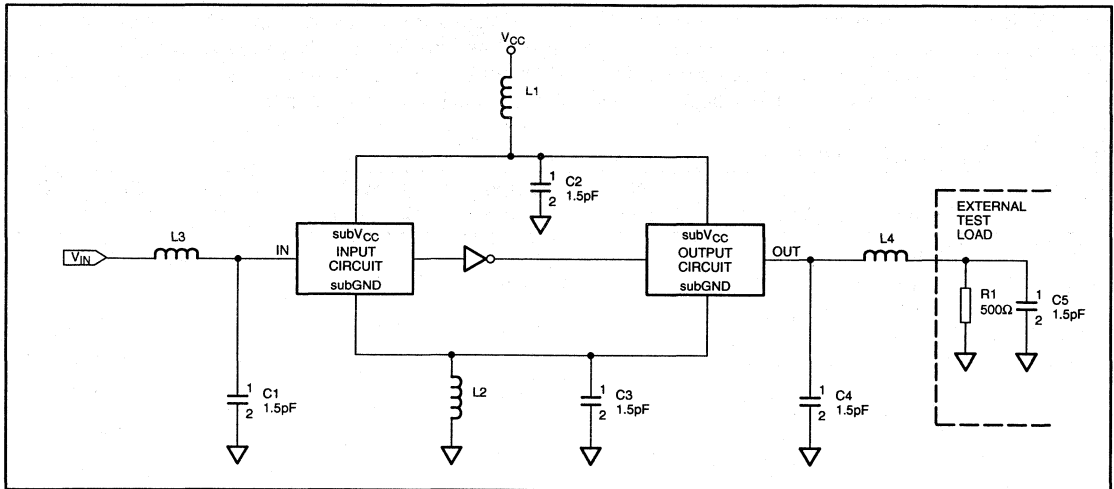 VCC
L1
1
2
C2
1.5pF
EXTERNAL
TEST
LOAD
VIN
L3
IN
subVCC
INPUT
CIRCUIT
subGND
subVCC
OUTPUT
CIRCUIT
subGND
OUT
L4
R1
500Ω
1
2
C5
1.5pF
1
2
C1
1.5pF
L2
1
2
C3
1.5pF
1
2
C4
1.5pF